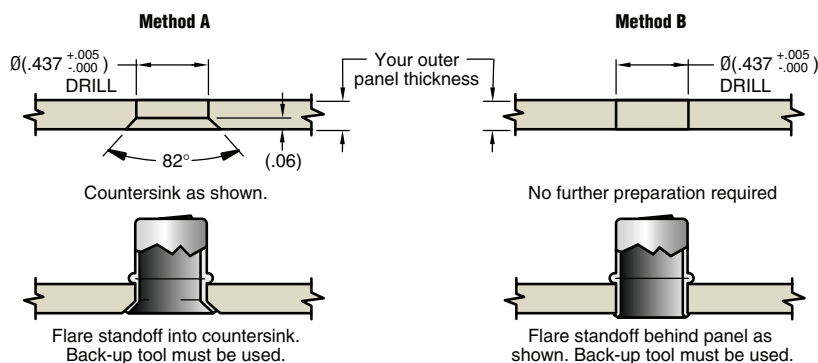 Method A
Method B
Ø(.437 +.005 -.000 )
DRILL
Your outer
panel thickness
Ø(.437 +.005 -.000 )
DRILL
82°
(.06)
Countersink as shown.
No further preparation required
Flare standoff into countersink.
Back-up tool must be used.
Flare standoff behind panel as
shown. Back-up tool must be used.